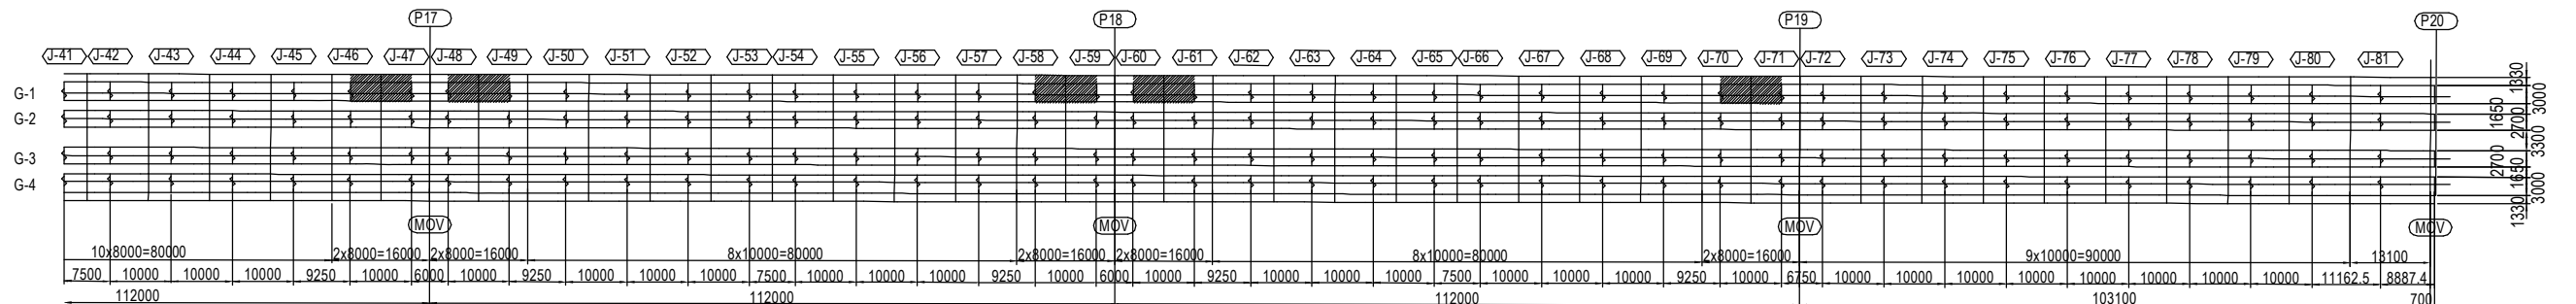 P17 P18 P19 P20
J-41 J-42 J-43 J-44 J-45 J-46 J-47 J-48 J-49 J-50 J-51 J-52 J-53 J-54 J-55 J-56 J-57 J-58 J-59 J-60 J-61 J-62 J-63 J-64 J-65 J-66 J-67 J-68 J-69 J-70 J-71 J-72 J-73 J-74 J-75 J-76 J-77 J-78 J-79 J-80 J-81
G-1
G-2
G-3
G-4
1330 1650 3000
2700
3300
2700
1330 1650 3000
MOV MOV MOV MOV
10x8000=80000 2x8000=16000 2x8000=16000 8x10000=80000 2x8000=16000 2x8000=16000 8x10000=80000 2x8000=16000 9x10000=90000 13100
7500 10000 10000 10000 9250 10000 6000 10000 9250 10000 10000 10000 7500 10000 10000 10000 9250 10000 6000 10000 9250 10000 10000 10000 7500 10000 10000 10000 9250 10000 6750 10000 10000 10000 10000 10000 10000 10000 10000 11162.5 8887.4
112000 112000 112000 103100 700